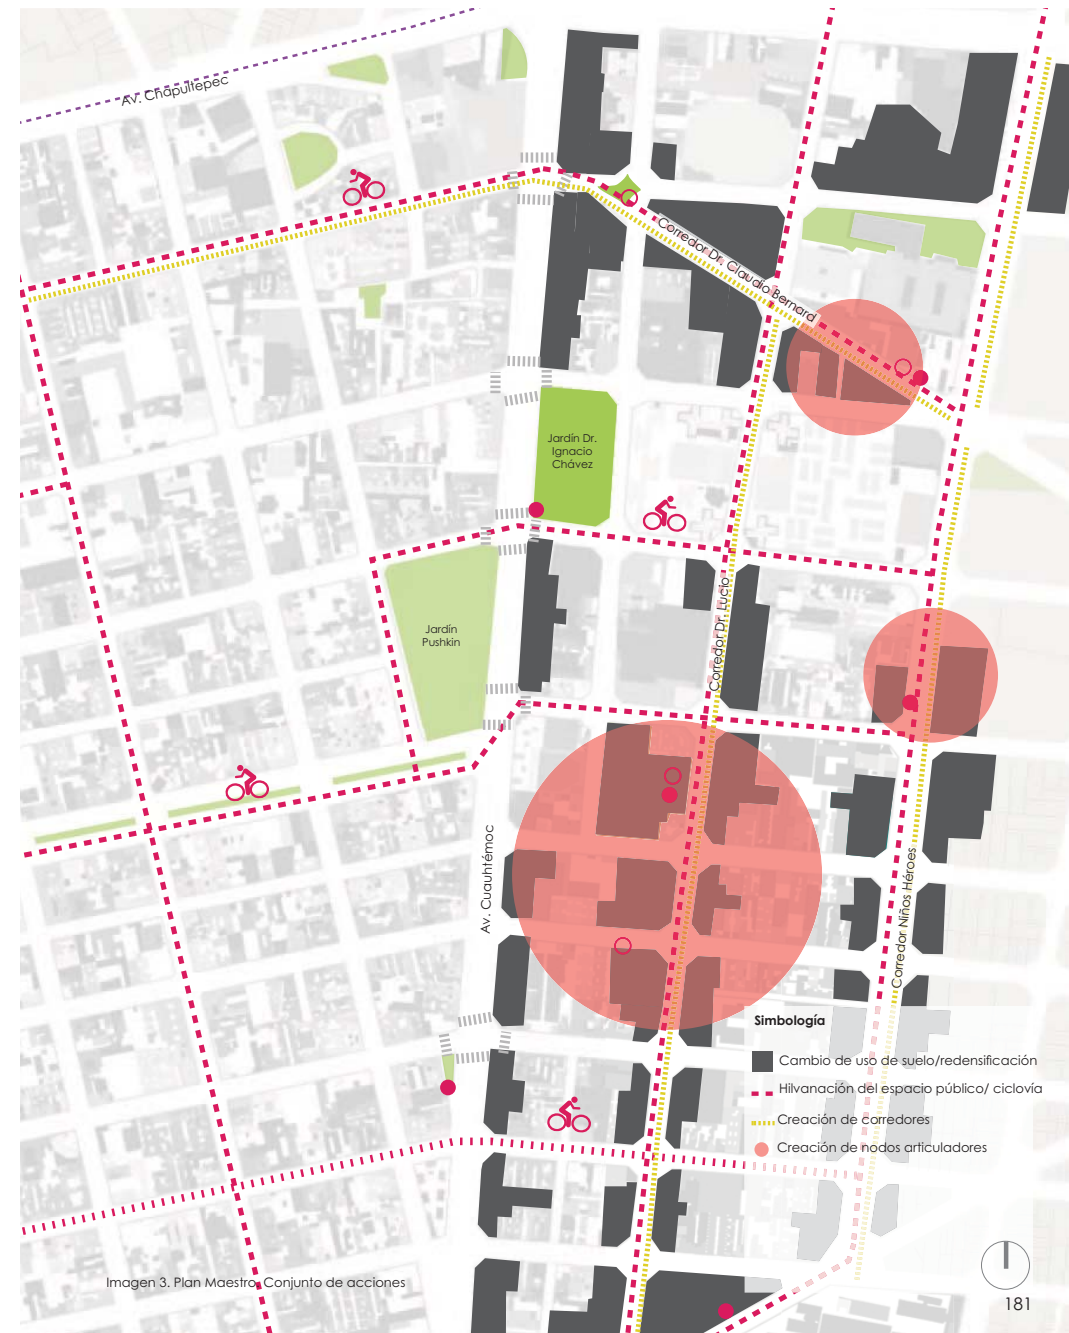 Av. Chapultepec
Corredor Dr. Claudio Bernard
Jardín Dr.
Ignacio
Chávez
Corredor Dr. Lucio
Jardín
Pushkin
Av. Cuauhtémoc
Corredor Niños Héroes
Simbología
Cambio de uso de suelo/redensificación
Hilvanación del espacio público/ ciclovía
Creación de corredores
Creación de nodos articuladores
Imagen 3. Plan Maestro. Conjunto de acciones
181